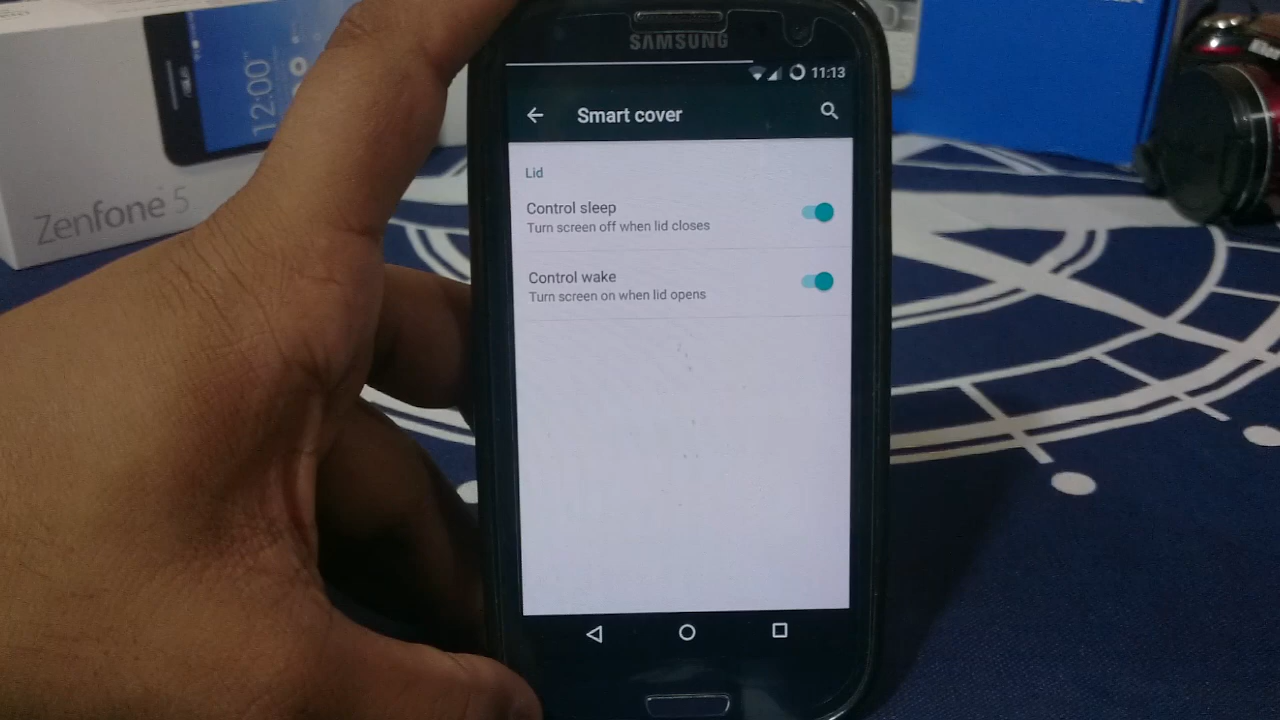 SAMSUNG
11:13
Smart cover
Lid
Control sleep
Turn screen off when lid closes
Control wake
Turn screen on when lid opens
12:00
ASUS
Zenfone 5